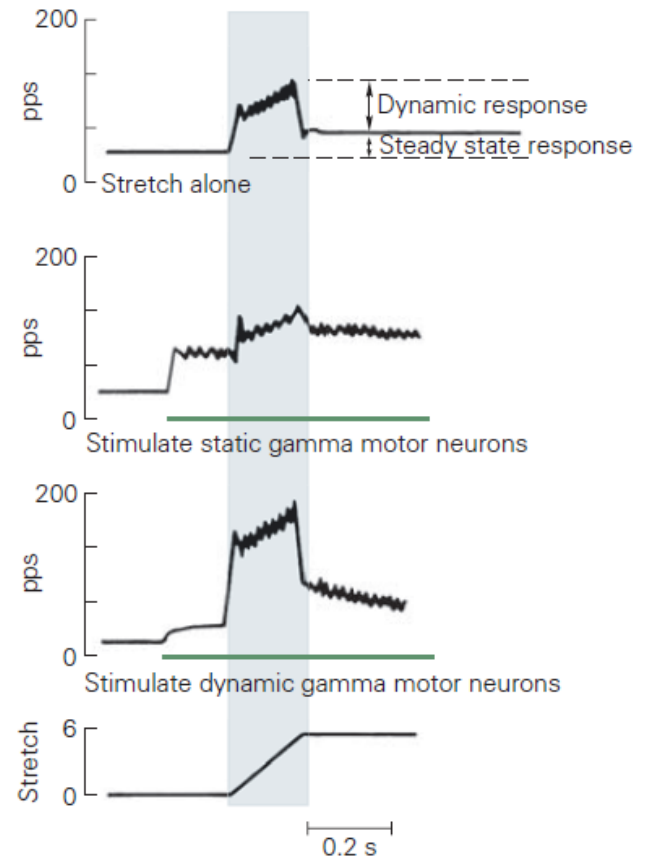 200
pps
Dynamic response
Steady state response
0
Stretch alone
200
pps
0
Stimulate static gamma motor neurons
200
pps
0
Stimulate dynamic gamma motor neurons
6
Stretch
0
0.2 s